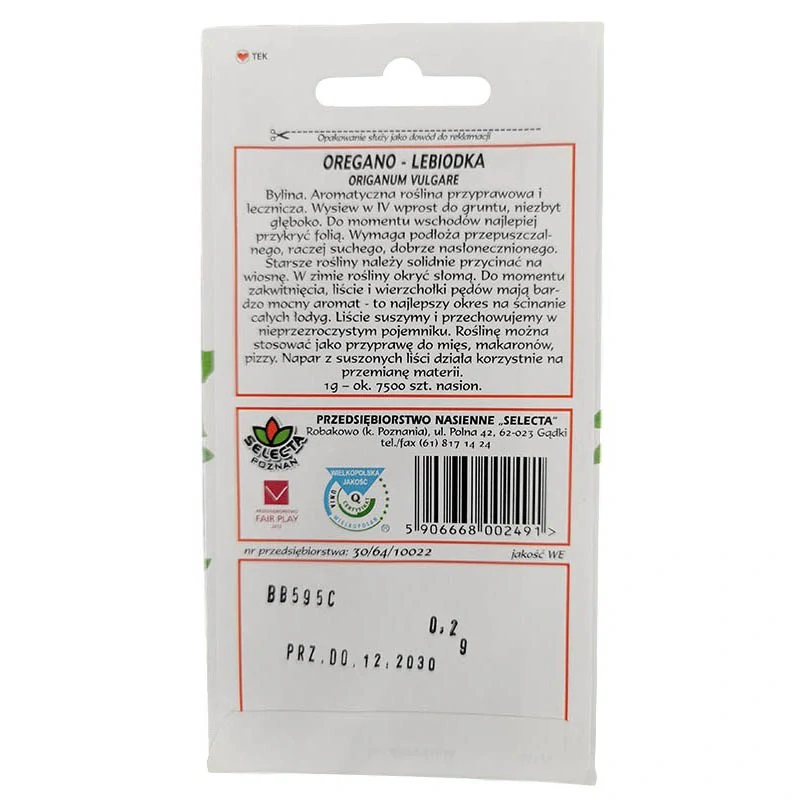 TEK
Opakowanie służy jako dowód do reklamacji
OREGANO - LEBIODKA
ORIGANUM VULGARE
Bylina. Aromatyczna roślina przyprawowa i
lecznicza. Wysiew w IV wprost do gruntu, niezbyt
głęboko. Do momentu wschodów najlepiej
przykryć folią. Wymaga podłoża przepuszczal-
nego, raczej suchego, dobrze nasłonecznionego.
Starsze rośliny należy solidnie przycinać na
wiosnę. W zimie rośliny okryć słomą. Do momentu
zakwitnięcia, liście i wierzchołki pędów mają bar-
dzo mocny aromat - to najlepszy okres na ścinanie
całych łodyg. Liście suszymy i przechowujemy w
nieprzezroczystym pojemniku. Roślinę można
stosować jako przyprawę do mięs, makaronów,
pizzy. Napar z suszonych liści działa korzystnie na
przemianę materii.
1g – ok. 7500 szt. nasion.
PRZEDSIĘBIORSTWO NASIENNE „SELECTA"
Robakowo (k. Poznania), ul. Polna 42, 62-023 Gądki
tel./fax (61) 817 14 24
SELECTA
POZNAŃ
PRZEDSIĘBIORSTWO
FAIR PLAY
WIELKOPOLSKA
JAKOŚĆ
Q
CERTYFIKAT
UNIA WIELKOPOLAN
®
5 906668 002491 >
nr przedsiębiorstwa: 30/64/10022
jakość WE
BB595C
0,2
g
PRZ.DO.12.2030